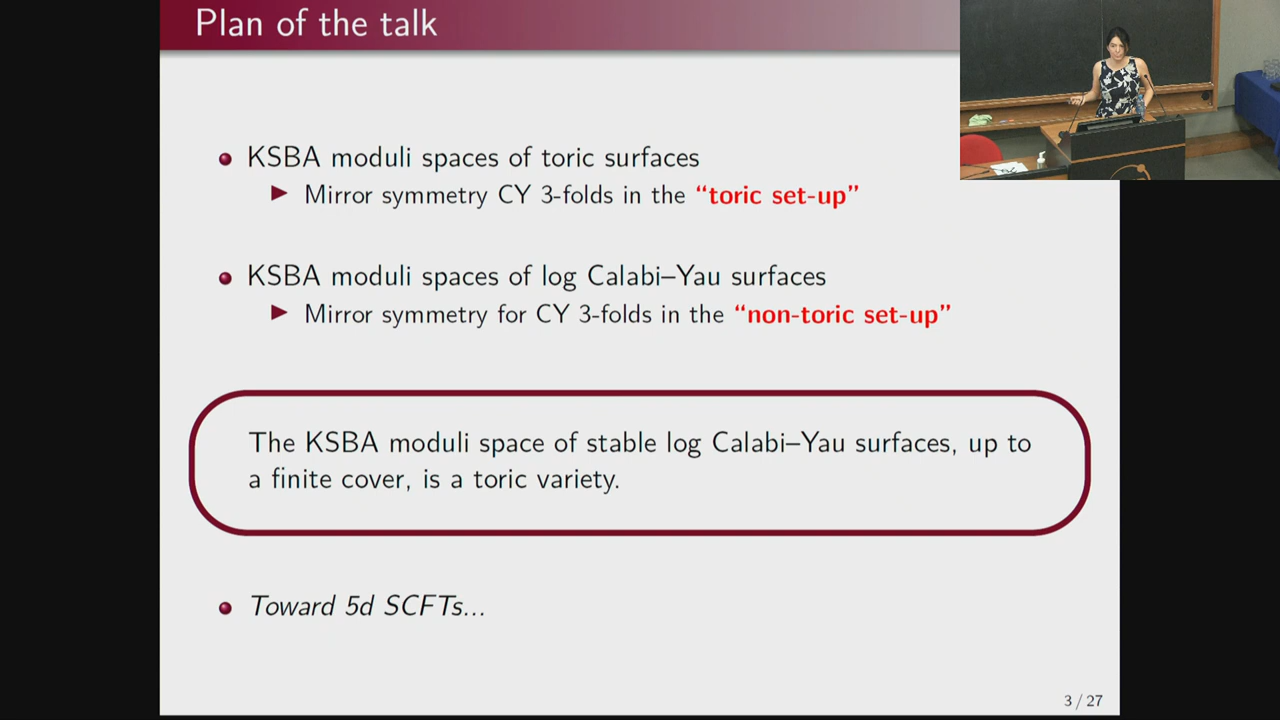 Plan of the talk
KSBA moduli spaces of toric surfaces
Mirror symmetry CY 3-folds in the “toric set-up”
KSBA moduli spaces of log Calabi–Yau surfaces
Mirror symmetry for CY 3-folds in the “non-toric set-up”
The KSBA moduli space of stable log Calabi–Yau surfaces, up to
a finite cover, is a toric variety.
Toward 5d SCFTs...
3 / 27